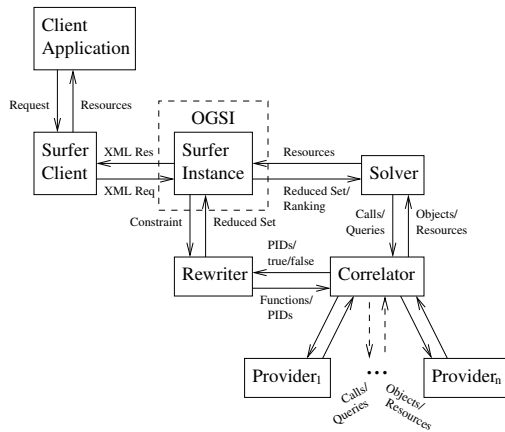 Client
Application
Request
Resources
OGSI
Surfer
Client
XML Res
XML Req
Surfer
Instance
Resources
Reduced Set/
Ranking
Solver
Constraint
Reduced Set
Calls/
Queries
Objects/
Resources
PIDs/
true/false
Rewriter
Functions/
PIDs
Correlator
Provider1
...
Providern
Calls/
Queries
Objects/
Resources